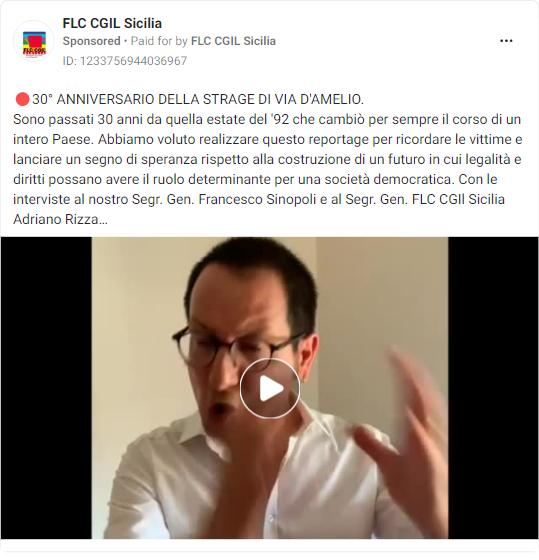 FLC CGIL Sicilia
Sponsored • Paid for by FLC CGIL Sicilia
ID: 1233756944036967
🔴30° ANNIVERSARIO DELLA STRAGE DI VIA D'AMELIO.
Sono passati 30 anni da quella estate del '92 che cambiò per sempre il corso di un
intero Paese. Abbiamo voluto realizzare questo reportage per ricordare le vittime e
lanciare un segno di speranza rispetto alla costruzione di un futuro in cui legalità e
diritti possano avere il ruolo determinante per una società democratica. Con le
interviste al nostro Segr. Gen. Francesco Sinopoli e al Segr. Gen. FLC CGIl Sicilia
Adriano Rizza...